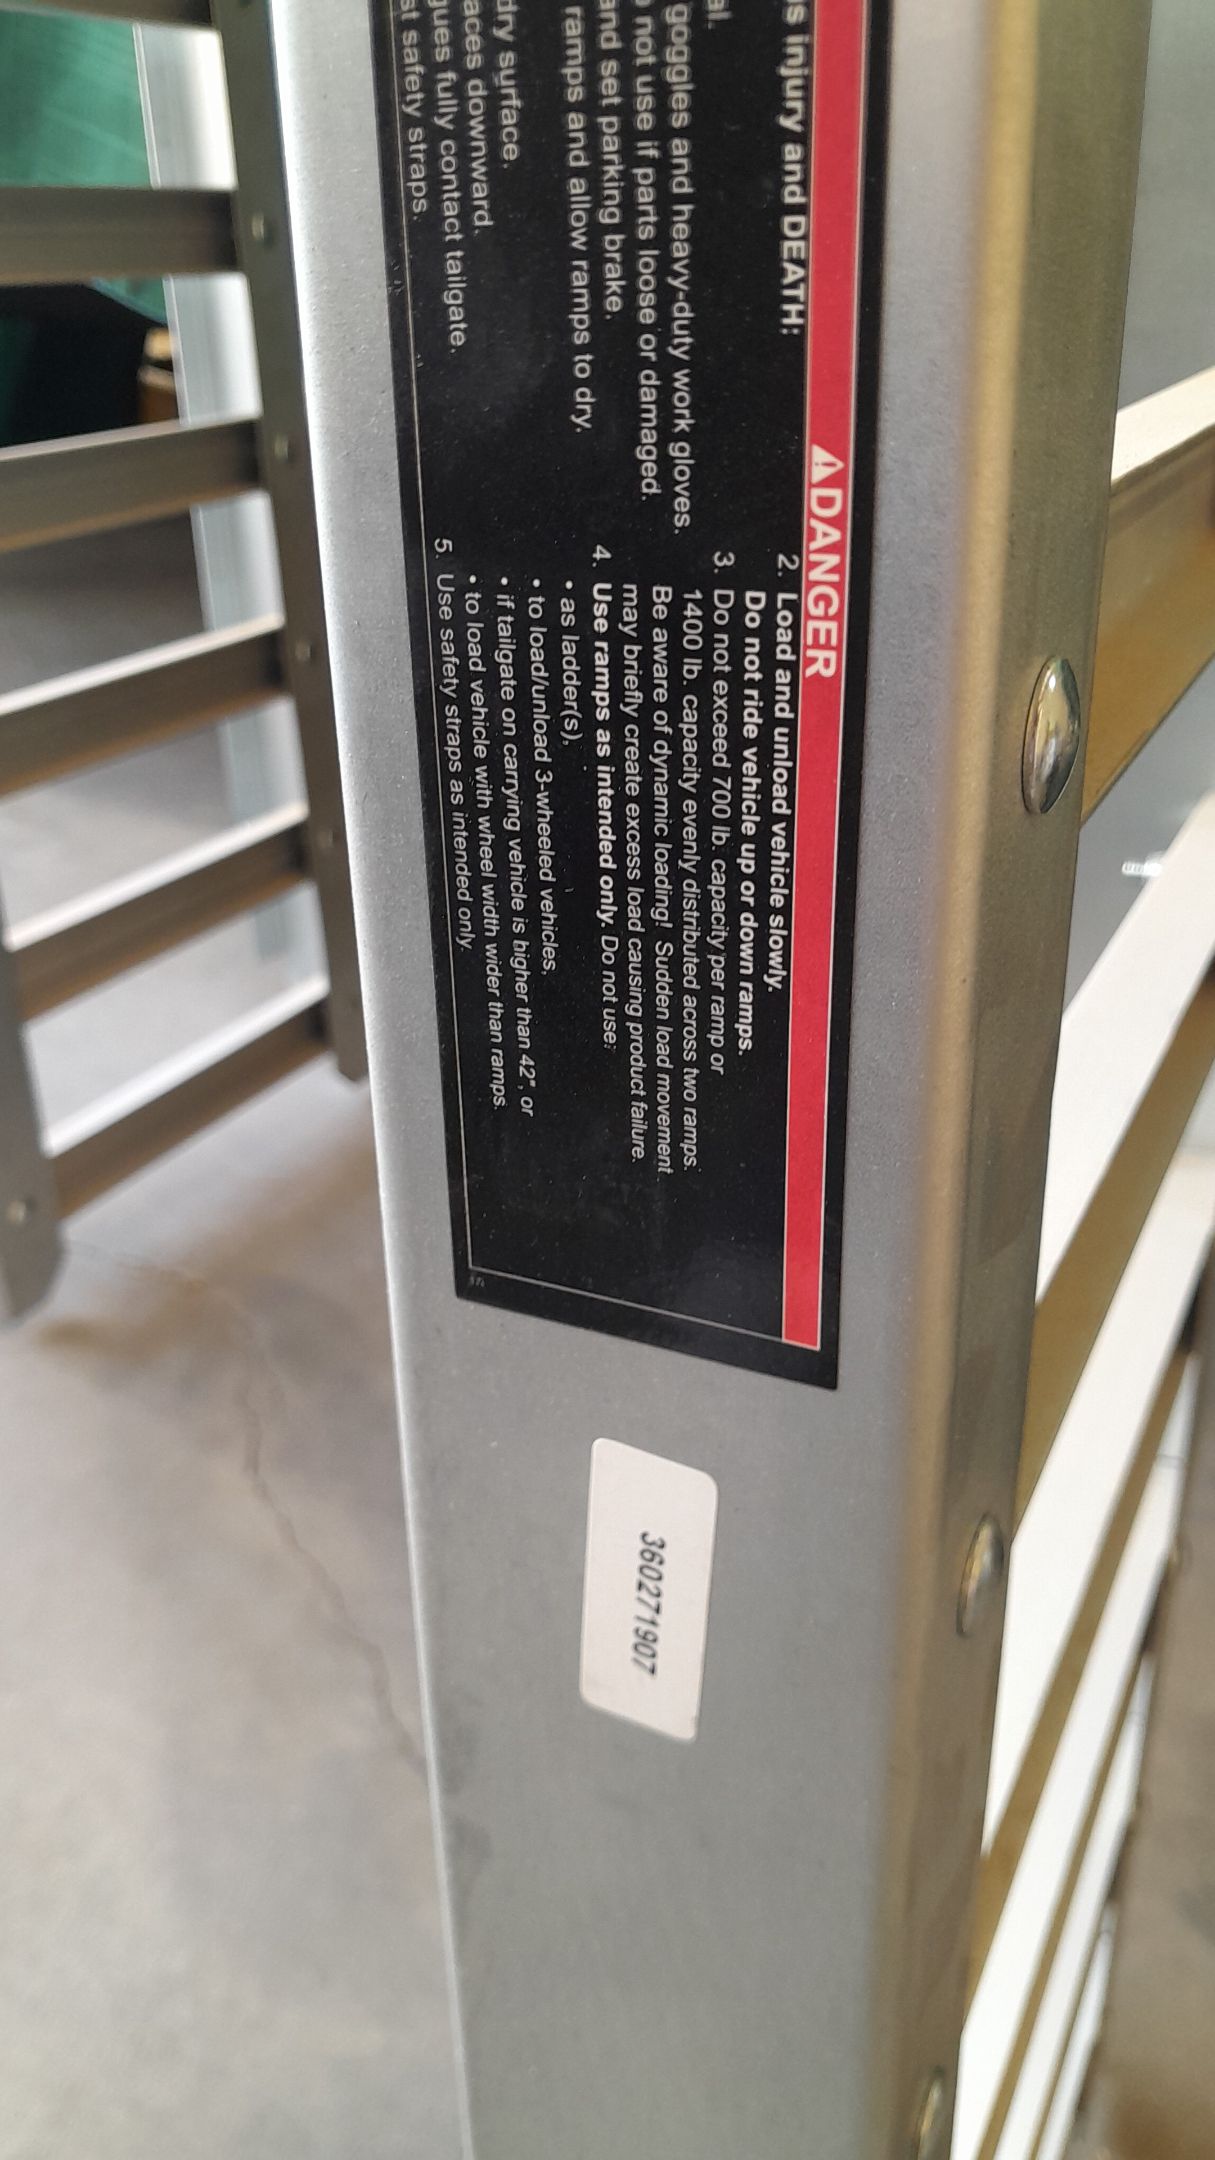 ⚠DANGER
s injury and DEATH:
al.
goggles and heavy-duty work gloves.
not use if parts loose or damaged.
and set parking brake.
ramps and allow ramps to dry.
dry surface.
aces downward.
gues fully contact tailgate.
st safety straps.
2. Load and unload vehicle slowly.
Do not ride vehicle up or down ramps.
3. Do not exceed 700 lb. capacity per ramp or
1400 lb. capacity evenly distributed across two ramps.
Be aware of dynamic loading! Sudden load movement
may briefly create excess load causing product failure.
4. Use ramps as intended only. Do not use:
• as ladder(s),
• to load/unload 3-wheeled vehicles,
• if tailgate on carrying vehicle is higher than 42", or
• to load vehicle with wheel width wider than ramps.
5. Use safety straps as intended only.
360271907